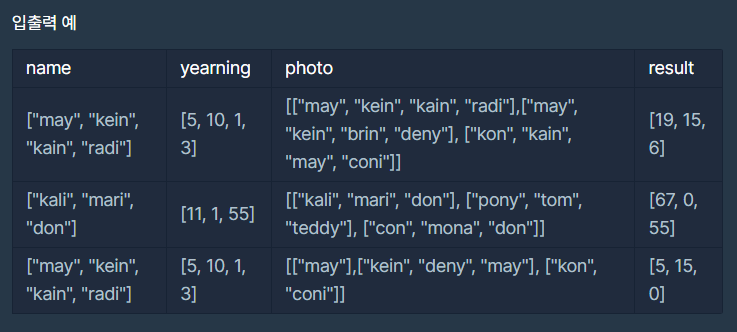 입출력 예
name yearning photo result
["may", "kein", "kain", "radi"] [5, 10, 1, 3] [["may", "kein", "kain", "radi"],["may", "kein", "brin", "deny"], ["kon", "kain", "may", "coni"]] [19, 15, 6]
["kali", "mari", "don"] [11, 1, 55] [["kali", "mari", "don"], ["pony", "tom", "teddy"], ["con", "mona", "don"]] [67, 0, 55]
["may", "kein", "kain", "radi"] [5, 10, 1, 3] [["may"],["kein", "deny", "may"], ["kon", "coni"]] [5, 15, 0]